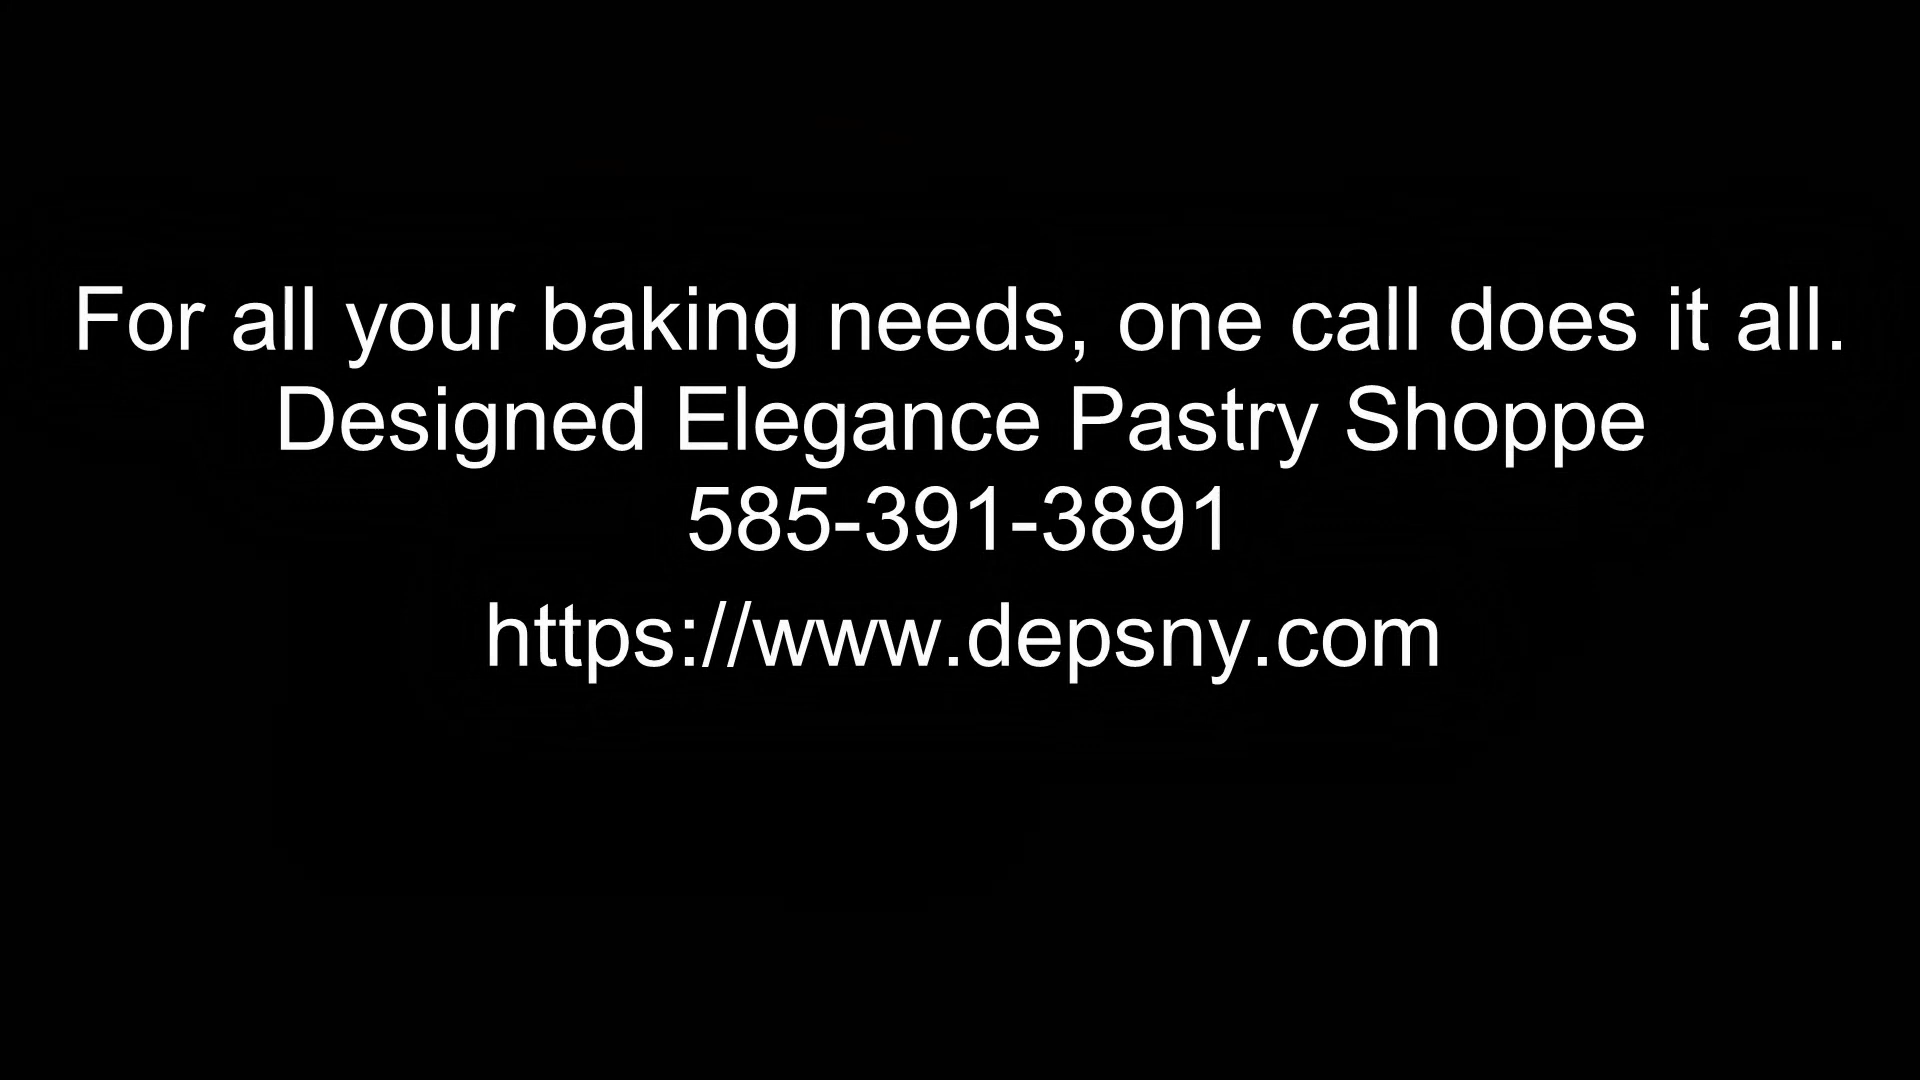 For all your baking needs, one call does it all.
Designed Elegance Pastry Shoppe
585-391-3891
https://www.depsny.com